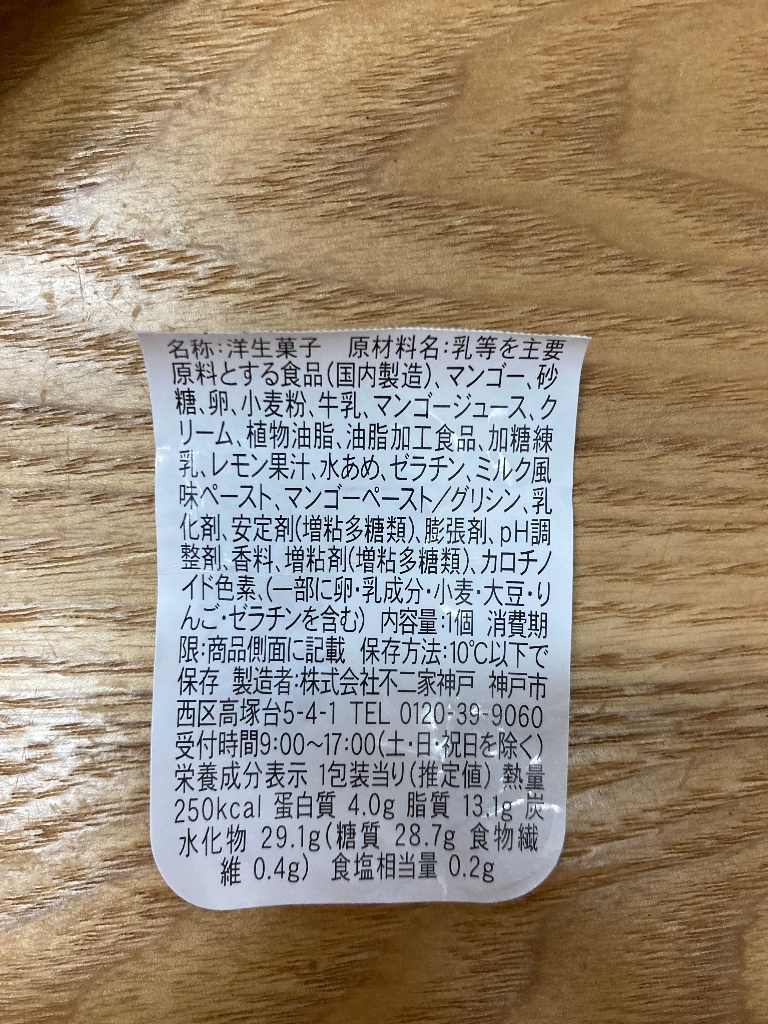 名称:洋生菓子 原材料名:乳等を主要
原料とする食品(国内製造)、マンゴー、砂
糖、卵、小麦粉、牛乳、マンゴージュース、ク
リーム、植物油脂、油脂加工食品、加糖練
乳、レモン果汁、水あめ、ゼラチン、ミルク風
味ペースト、マンゴーペースト/グリシン、乳
化剤、安定剤(増粘多糖類)、膨張剤、pH調
整剤、香料、増粘剤(増粘多糖類)、カロチノ
イド色素、(一部に卵・乳成分・小麦・大豆・り
んご・ゼラチンを含む) 内容量:1個 消費期
限:商品側面に記載 保存方法:10℃以下で
保存 製造者:株式会社不二家神戸 神戸市
西区高塚台5-4-1 TEL 0120-39-9060
受付時間9:00〜17:00(土・日・祝日を除く)
栄養成分表示 1包装当り(推定値) 熱量
250kcal 蛋白質 4.0g 脂質 13.1g 炭
水化物 29.1g(糖質 28.7g 食物繊
維 0.4g) 食塩相当量 0.2g